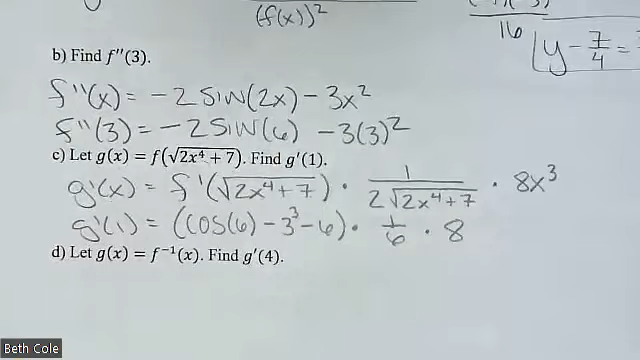 (f(x))²
16
y - 7/4 =
b) Find f''(3).
f''(x) = -2 SIN(2x) - 3x²
f''(3) = -2 SIN(6) - 3(3)²
c) Let g(x) = f(√(2x⁴ + 7)). Find g'(1).
g'(x) = f'(√(2x⁴+7)) · 1/(2√(2x⁴+7)) · 8x³
g'(1) = (cos(6) - 3³ - 6) · 1/6 · 8
d) Let g(x) = f⁻¹(x). Find g'(4).
Beth Cole